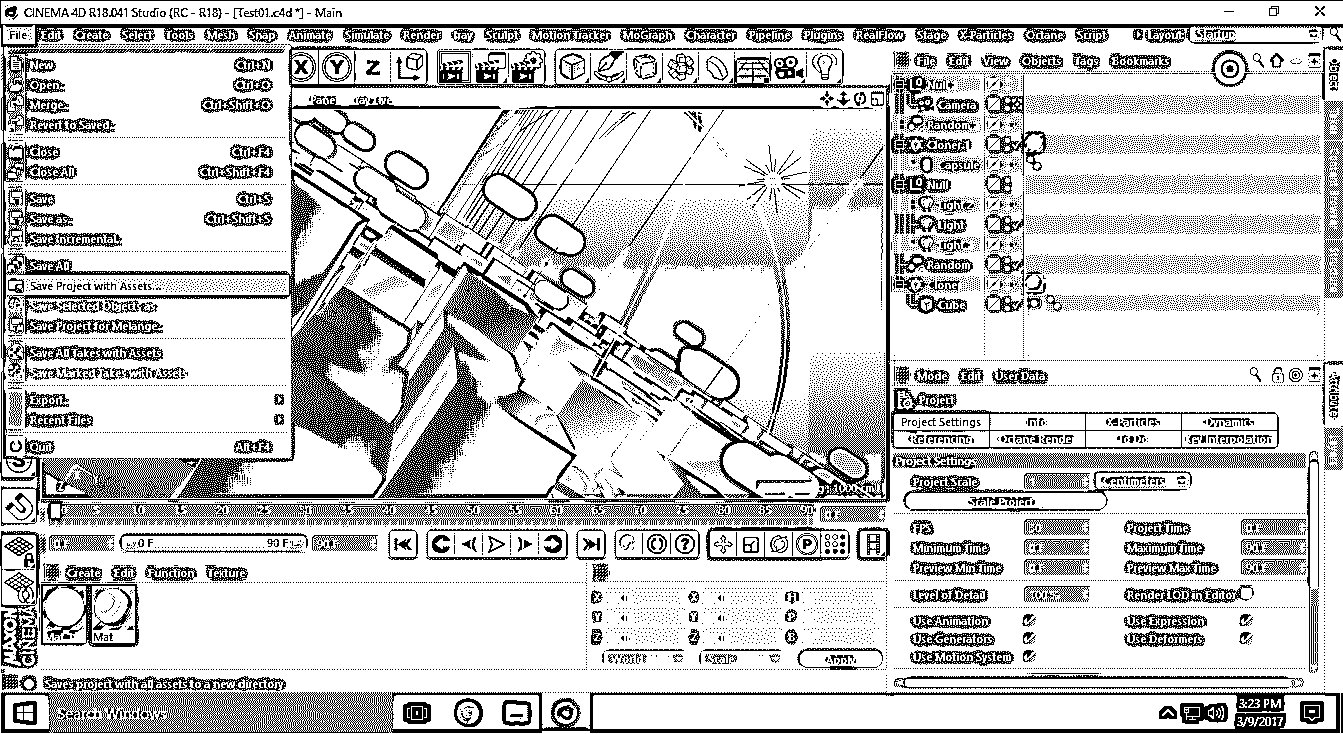 CINEMA 4D R18.041 Studio (RC - R18) - [Test01.c4d *] - Main
File Edit Create Select Tools Mesh Snap Animate Simulate Render Sculpt Motion Tracker MoGraph Character Pipeline Plugins RealFlow Stage X-Particles Octane Script Layout: Startup
New Ctrl+N
Open... Ctrl+O
Merge... Ctrl+Shift+O
Revert to Saved...
Close Ctrl+F4
Close All Ctrl+Shift+F4
Save Ctrl+S
Save as... Ctrl+Shift+S
Save Incremental...
Save All
Save Project with Assets...
Save Selected Objects as
Save Project for Melange...
Save All Takes with Assets
Save Marked Takes with Assets
Export...
Recent Files
Quit Alt+F4
X Y Z
File Edit View Objects Tags Bookmarks
Null
Camera
Random
Cloner.1
Capsule
Null
Light.2
Light
Light
Random
Cloner
Cube
Mode Edit User Data
Project
Project Settings Info X-Particles Dynamics
Referencing Octane Render To Do Key Interpolation
Project Settings
Project Scale Centimeters
Scale Project...
FPS Project Time
Minimum Time Maximum Time
Preview Min Time Preview Max Time
Level of Detail Render LOD in Editor
Use Animation Use Expression
Use Generators Use Deformers
Use Motion System
0 F 90 F
Create Edit Function Texture
Mat
X X H
Y Y P
Z Z B
World Scale Apply
MAXON CINEMA
Saves project with all assets to a new directory
Search Windows
3:23 PM
3/9/2017